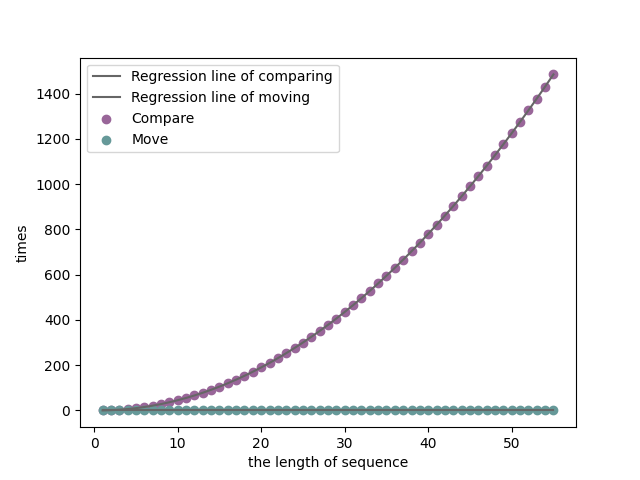 Regression line of comparing
Regression line of moving
Compare
Move
1400
1200
1000
800
600
400
200
0
times
0 10 20 30 40 50
the length of sequence